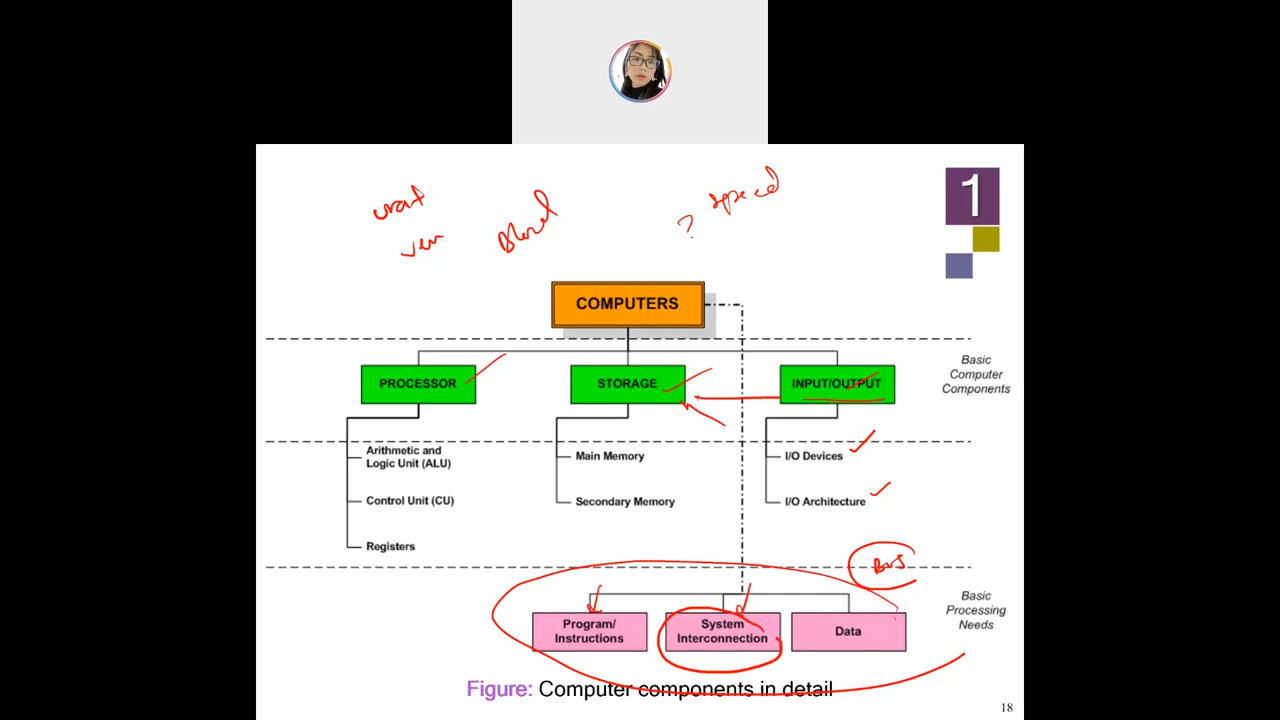 1
speed
?
COMPUTERS
Basic
Computer
Components
PROCESSOR
STORAGE
INPUT/OUTPUT
Arithmetic and
Logic Unit (ALU)
Control Unit (CU)
Registers
Main Memory
Secondary Memory
I/O Devices
I/O Architecture
Bus
Basic
Processing
Needs
Program/
Instructions
System
Interconnection
Data
Figure: Computer components in detail
18